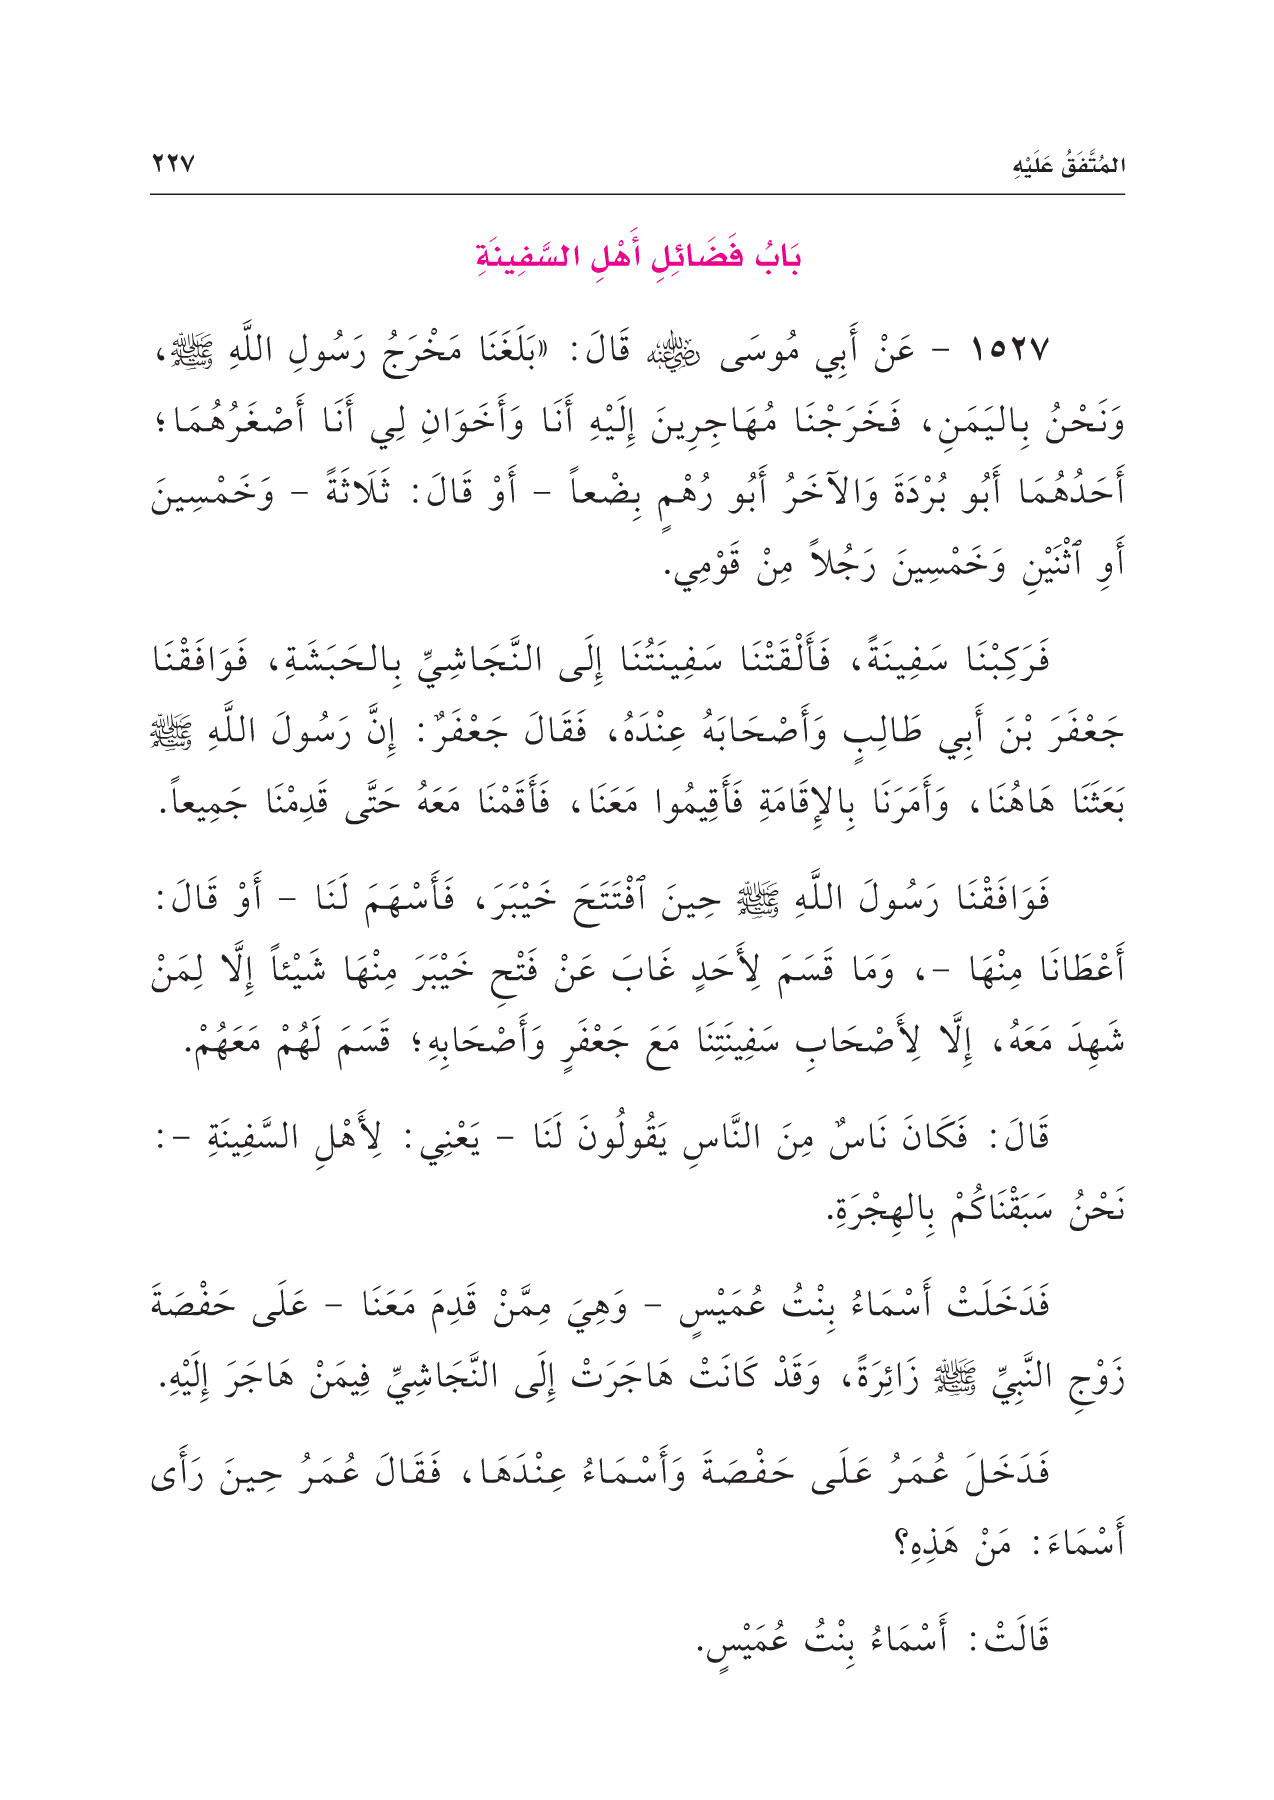 المُتَّفَقُ عَلَيْهِ ٢٢٧
بَابُ فَضَائِلِ أَهْلِ السَّفِينَةِ
١٥٢٧ – عَنْ أَبِي مُوسَى رضي الله عنه قَالَ: «بَلَغَنَا مَخْرَجُ رَسُولِ اللَّهِ ﷺ،
وَنَحْنُ بِاليَمَنِ، فَخَرَجْنَا مُهَاجِرِينَ إِلَيْهِ أَنَا وَأَخَوَانِ لِي أَنَا أَصْغَرُهُمَا؛
أَحَدُهُمَا أَبُو بُرْدَةَ وَالآخَرُ أَبُو رُهْمٍ بِضْعاً – أَوْ قَالَ: ثَلَاثَةً – وَخَمْسِينَ
أَوِ ٱثْنَيْنِ وَخَمْسِينَ رَجُلاً مِنْ قَوْمِي.
فَرَكِبْنَا سَفِينَةً، فَأَلْقَتْنَا سَفِينَتُنَا إِلَى النَّجَاشِيِّ بِالحَبَشَةِ، فَوَافَقْنَا
جَعْفَرَ بْنَ أَبِي طَالِبٍ وَأَصْحَابَهُ عِنْدَهُ، فَقَالَ جَعْفَرٌ: إِنَّ رَسُولَ اللَّهِ ﷺ
بَعَثَنَا هَاهُنَا، وَأَمَرَنَا بِالإِقَامَةِ فَأَقِيمُوا مَعَنَا، فَأَقَمْنَا مَعَهُ حَتَّى قَدِمْنَا جَمِيعاً.
فَوَافَقْنَا رَسُولَ اللَّهِ ﷺ حِينَ ٱفْتَتَحَ خَيْبَرَ، فَأَسْهَمَ لَنَا – أَوْ قَالَ:
أَعْطَانَا مِنْهَا –، وَمَا قَسَمَ لِأَحَدٍ غَابَ عَنْ فَتْحِ خَيْبَرَ مِنْهَا شَيْئاً إِلَّا لِمَنْ
شَهِدَ مَعَهُ، إِلَّا لِأَصْحَابِ سَفِينَتِنَا مَعَ جَعْفَرٍ وَأَصْحَابِهِ؛ قَسَمَ لَهُمْ مَعَهُمْ.
قَالَ: فَكَانَ نَاسٌ مِنَ النَّاسِ يَقُولُونَ لَنَا – يَعْنِي: لِأَهْلِ السَّفِينَةِ –:
نَحْنُ سَبَقْنَاكُمْ بِالهِجْرَةِ.
فَدَخَلَتْ أَسْمَاءُ بِنْتُ عُمَيْسٍ – وَهِيَ مِمَّنْ قَدِمَ مَعَنَا – عَلَى حَفْصَةَ
زَوْجِ النَّبِيِّ ﷺ زَائِرَةً، وَقَدْ كَانَتْ هَاجَرَتْ إِلَى النَّجَاشِيِّ فِيمَنْ هَاجَرَ إِلَيْهِ.
فَدَخَلَ عُمَرُ عَلَى حَفْصَةَ وَأَسْمَاءُ عِنْدَهَا، فَقَالَ عُمَرُ حِينَ رَأَى
أَسْمَاءَ: مَنْ هَذِهِ؟
قَالَتْ: أَسْمَاءُ بِنْتُ عُمَيْسٍ.